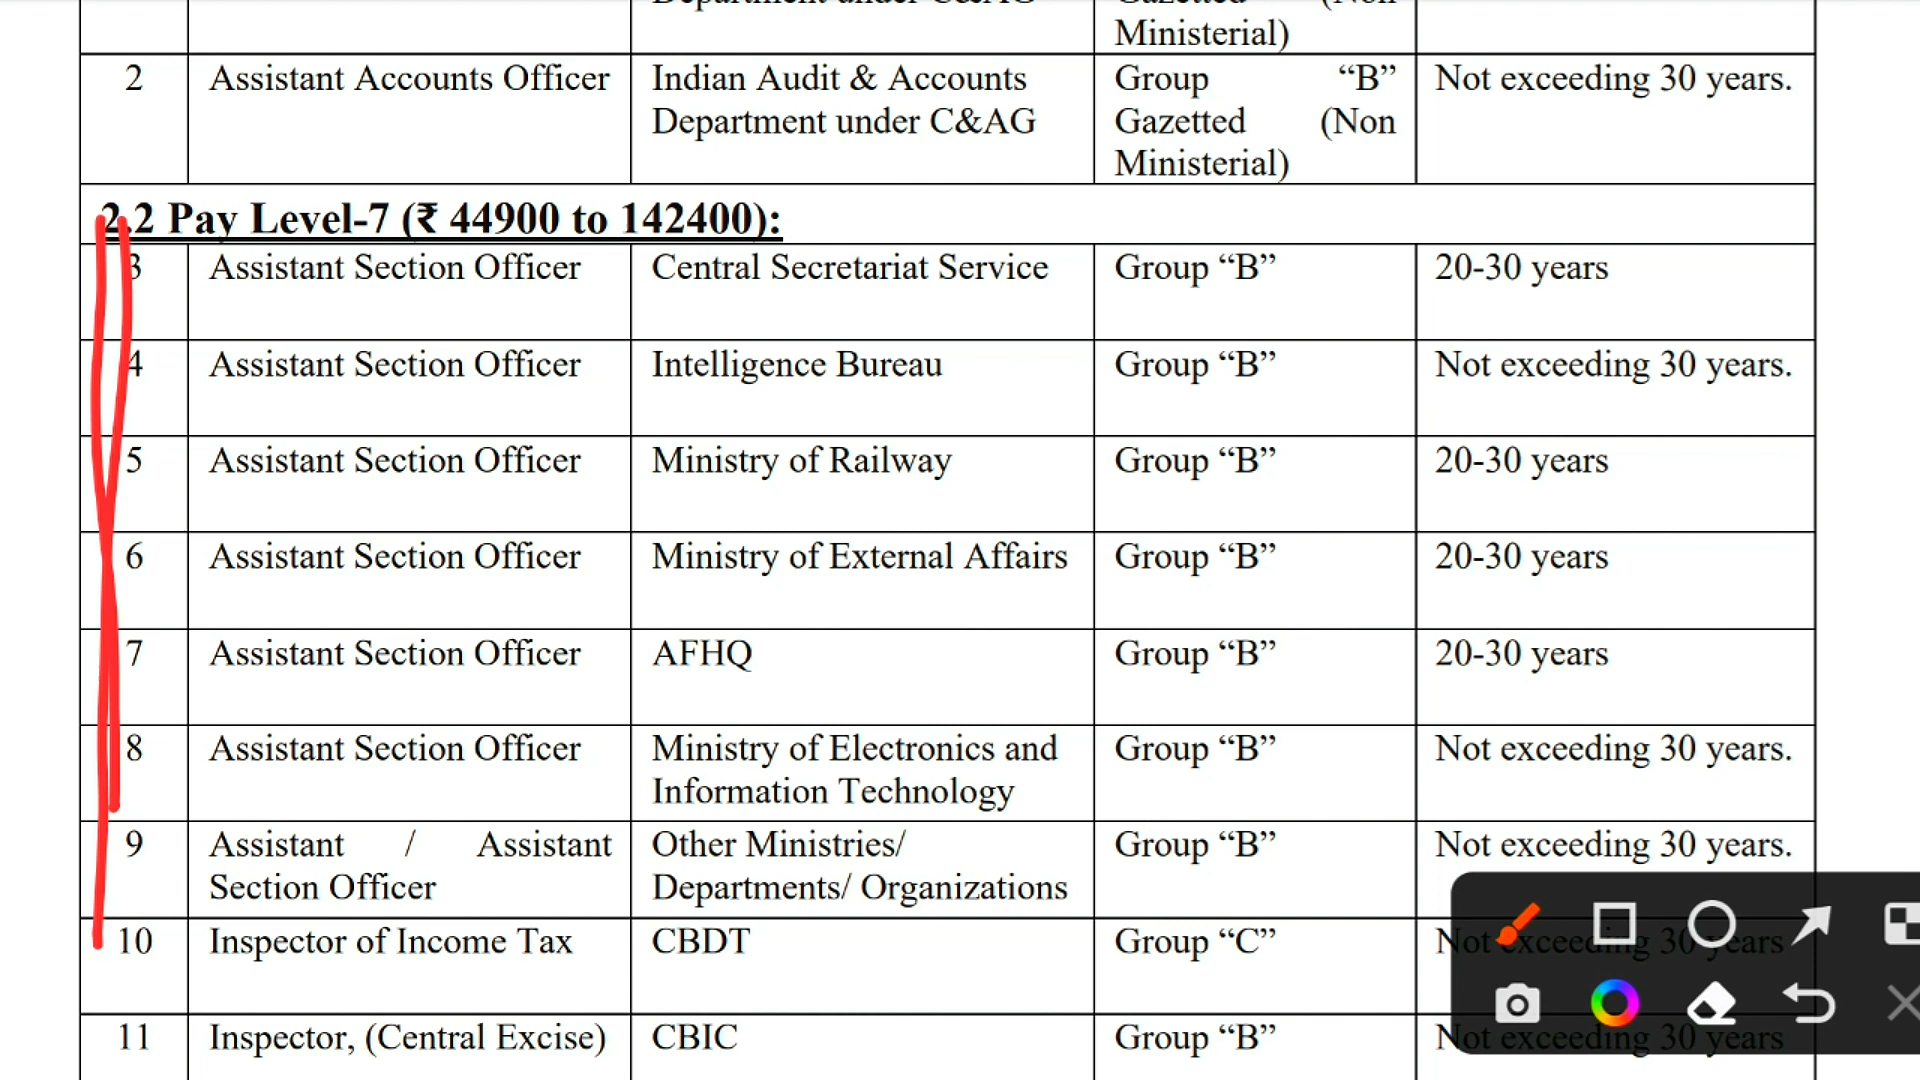 Department under C&AG Gazetted (Non
Ministerial)
2 Assistant Accounts Officer Indian Audit & Accounts Group “B” Not exceeding 30 years.
Department under C&AG Gazetted (Non
Ministerial)
2.2 Pay Level-7 (₹ 44900 to 142400):
3 Assistant Section Officer Central Secretariat Service Group “B” 20-30 years
4 Assistant Section Officer Intelligence Bureau Group “B” Not exceeding 30 years.
5 Assistant Section Officer Ministry of Railway Group “B” 20-30 years
6 Assistant Section Officer Ministry of External Affairs Group “B” 20-30 years
7 Assistant Section Officer AFHQ Group “B” 20-30 years
8 Assistant Section Officer Ministry of Electronics and Group “B” Not exceeding 30 years.
Information Technology
9 Assistant / Assistant Other Ministries/ Group “B” Not exceeding 30 years.
Section Officer Departments/ Organizations
10 Inspector of Income Tax CBDT Group “C” Not exceeding 30 years
11 Inspector, (Central Excise) CBIC Group “B” Not exceeding 30 years